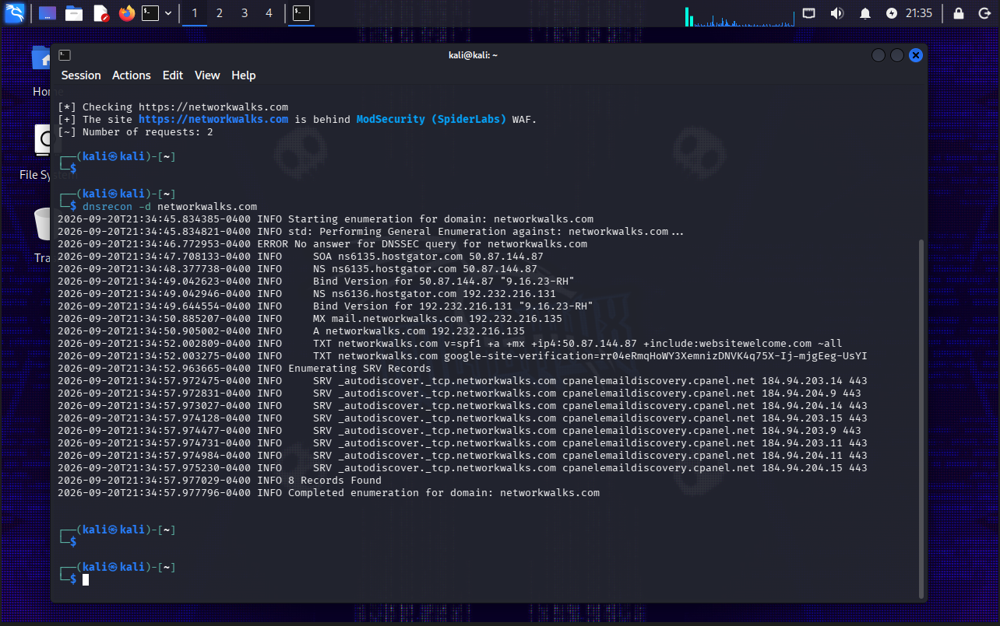 1 2 3 4 21:35
kali@kali: ~
Session Actions Edit View Help
[*] Checking https://networkwalks.com
[+] The site https://networkwalks.com is behind ModSecurity (SpiderLabs) WAF.
[~] Number of requests: 2
┌──(kali㉿kali)-[~]
└─$
┌──(kali㉿kali)-[~]
└─$ dnsrecon -d networkwalks.com
2026-09-20T21:34:45.834385-0400 INFO Starting enumeration for domain: networkwalks.com
2026-09-20T21:34:45.834821-0400 INFO std: Performing General Enumeration against: networkwalks.com...
2026-09-20T21:34:46.772953-0400 ERROR No answer for DNSSEC query for networkwalks.com
2026-09-20T21:34:47.708133-0400 INFO SOA ns6135.hostgator.com 50.87.144.87
2026-09-20T21:34:48.377738-0400 INFO NS ns6135.hostgator.com 50.87.144.87
2026-09-20T21:34:49.042623-0400 INFO Bind Version for 50.87.144.87 "9.16.23-RH"
2026-09-20T21:34:49.042946-0400 INFO NS ns6136.hostgator.com 192.232.216.131
2026-09-20T21:34:49.644554-0400 INFO Bind Version for 192.232.216.131 "9.16.23-RH"
2026-09-20T21:34:50.885207-0400 INFO MX mail.networkwalks.com 192.232.216.135
2026-09-20T21:34:50.905002-0400 INFO A networkwalks.com 192.232.216.135
2026-09-20T21:34:52.002809-0400 INFO TXT networkwalks.com v=spf1 +a +mx +ip4:50.87.144.87 +include:websitewelcome.com ~all
2026-09-20T21:34:52.003275-0400 INFO TXT networkwalks.com google-site-verification=rr04eRmqHoWY3XemnizDNVK4q75X-Ij-mjgEeg-UsYI
2026-09-20T21:34:52.963665-0400 INFO Enumerating SRV Records
2026-09-20T21:34:57.972475-0400 INFO SRV _autodiscover._tcp.networkwalks.com cpanelemaildiscovery.cpanel.net 184.94.203.14 443
2026-09-20T21:34:57.972831-0400 INFO SRV _autodiscover._tcp.networkwalks.com cpanelemaildiscovery.cpanel.net 184.94.204.9 443
2026-09-20T21:34:57.973027-0400 INFO SRV _autodiscover._tcp.networkwalks.com cpanelemaildiscovery.cpanel.net 184.94.204.14 443
2026-09-20T21:34:57.974128-0400 INFO SRV _autodiscover._tcp.networkwalks.com cpanelemaildiscovery.cpanel.net 184.94.203.15 443
2026-09-20T21:34:57.974477-0400 INFO SRV _autodiscover._tcp.networkwalks.com cpanelemaildiscovery.cpanel.net 184.94.203.9 443
2026-09-20T21:34:57.974731-0400 INFO SRV _autodiscover._tcp.networkwalks.com cpanelemaildiscovery.cpanel.net 184.94.203.11 443
2026-09-20T21:34:57.974984-0400 INFO SRV _autodiscover._tcp.networkwalks.com cpanelemaildiscovery.cpanel.net 184.94.204.11 443
2026-09-20T21:34:57.975230-0400 INFO SRV _autodiscover._tcp.networkwalks.com cpanelemaildiscovery.cpanel.net 184.94.204.15 443
2026-09-20T21:34:57.977029-0400 INFO 8 Records Found
2026-09-20T21:34:57.977796-0400 INFO Completed enumeration for domain: networkwalks.com
┌──(kali㉿kali)-[~]
└─$
┌──(kali㉿kali)-[~]
└─$
Hom
File Sy
Tra